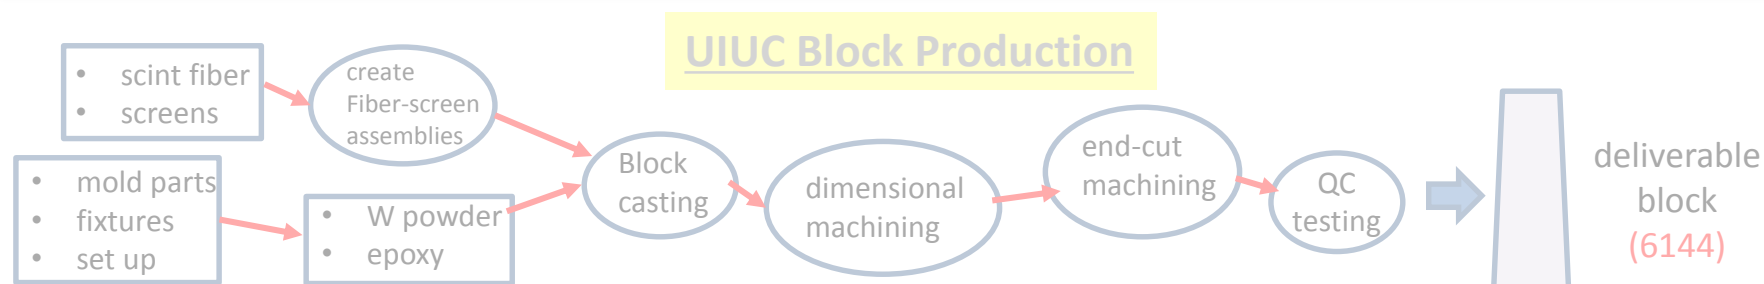 UIUC Block Production
• scint fiber
• screens
create
Fiber-screen
assemblies
• mold parts
• fixtures
• set up
• W powder
• epoxy
Block
casting
dimensional
machining
end-cut
machining
QC
testing
deliverable
block
(6144)